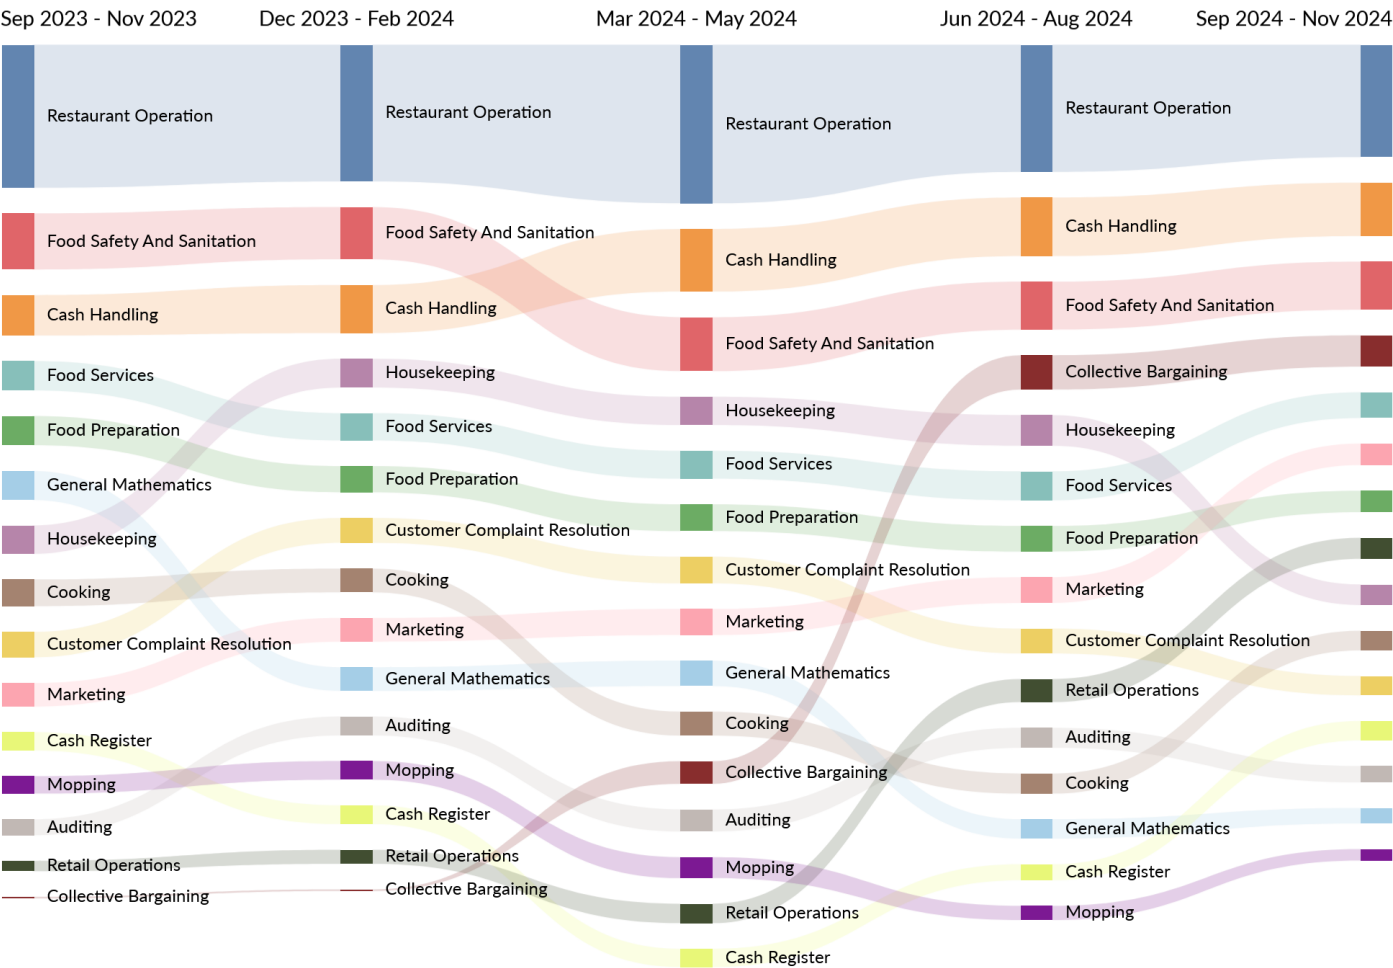 Sep 2023 - Nov 2023
Dec 2023 - Feb 2024
Mar 2024 - May 2024
Jun 2024 - Aug 2024
Sep 2024 - Nov 2024
Restaurant Operation
Food Safety And Sanitation
Cash Handling
Food Services
Food Preparation
General Mathematics
Housekeeping
Cooking
Customer Complaint Resolution
Marketing
Cash Register
Mopping
Auditing
Retail Operations
Collective Bargaining
Restaurant Operation
Food Safety And Sanitation
Cash Handling
Housekeeping
Food Services
Food Preparation
Customer Complaint Resolution
Cooking
Marketing
General Mathematics
Auditing
Mopping
Cash Register
Retail Operations
Collective Bargaining
Restaurant Operation
Cash Handling
Food Safety And Sanitation
Housekeeping
Food Services
Food Preparation
Customer Complaint Resolution
Marketing
General Mathematics
Cooking
Collective Bargaining
Auditing
Mopping
Retail Operations
Cash Register
Restaurant Operation
Cash Handling
Food Safety And Sanitation
Collective Bargaining
Housekeeping
Food Services
Food Preparation
Marketing
Customer Complaint Resolution
Retail Operations
Auditing
Cooking
General Mathematics
Cash Register
Mopping